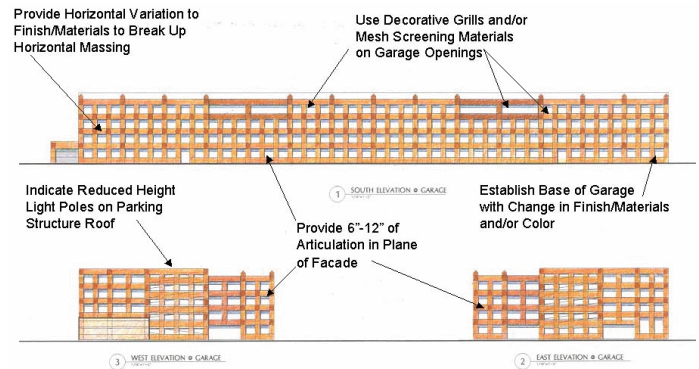 Provide Horizontal Variation to
Finish/Materials to Break Up
Horizontal Massing
Use Decorative Grills and/or
Mesh Screening Materials
on Garage Openings
1 SOUTH ELEVATION @ GARAGE
Indicate Reduced Height
Light Poles on Parking
Structure Roof
Provide 6"-12" of
Articulation in Plane
of Facade
Establish Base of Garage
with Change in Finish/Materials
and/or Color
3 WEST ELEVATION @ GARAGE
2 EAST ELEVATION @ GARAGE